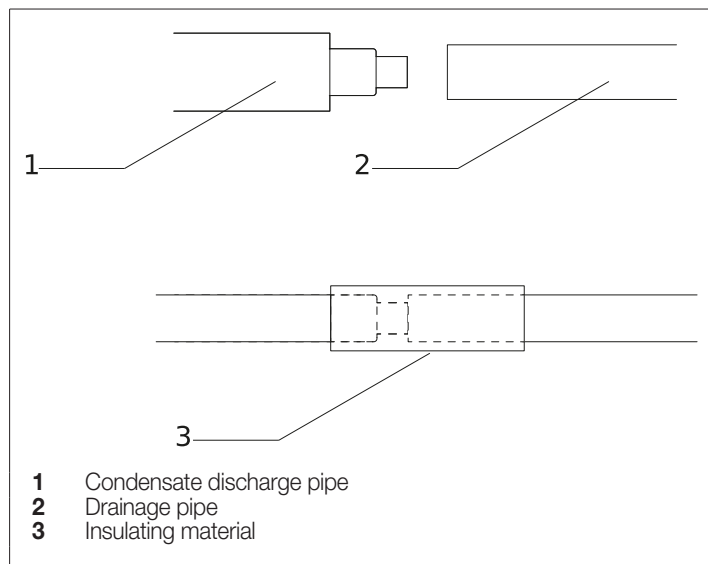 1
2
3
1 Condensate discharge pipe
2 Drainage pipe
3 Insulating material